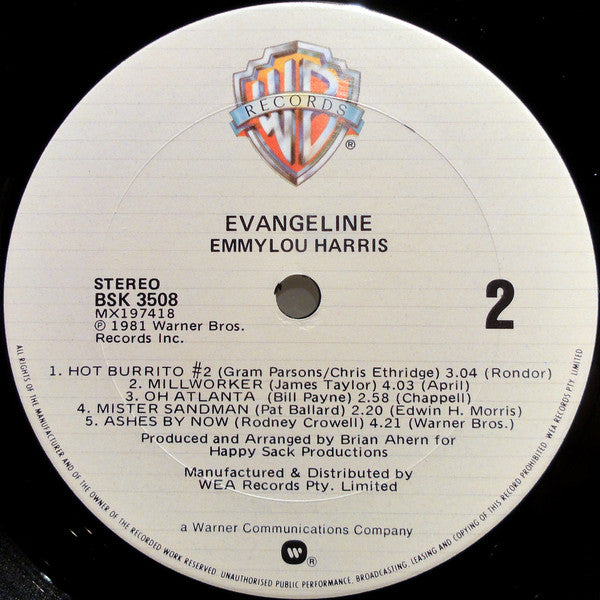 WB
RECORDS
®
EVANGELINE
EMMYLOU HARRIS
STEREO
BSK 3508
MX197418
℗ 1981 Warner Bros.
Records Inc.
2
1. HOT BURRITO #2 (Gram Parsons/Chris Ethridge) 3.04 (Rondor)
2. MILLWORKER (James Taylor) 4.03 (April)
3. OH ATLANTA (Bill Payne) 2.58 (Chappell)
4. MISTER SANDMAN (Pat Ballard) 2.20 (Edwin H. Morris)
5. ASHES BY NOW (Rodney Crowell) 4.21 (Warner Bros.)
Produced and Arranged by Brian Ahern for
Happy Sack Productions
Manufactured & Distributed by
WEA Records Pty. Limited
a Warner Communications Company
®
ALL RIGHTS OF THE MANUFACTURER AND OF THE OWNER OF THE RECORDED WORK RESERVED. UNAUTHORISED PUBLIC PERFORMANCE, BROADCASTING, LEASING AND COPYING OF THIS RECORD PROHIBITED. WEA RECORDS PTY. LIMITED